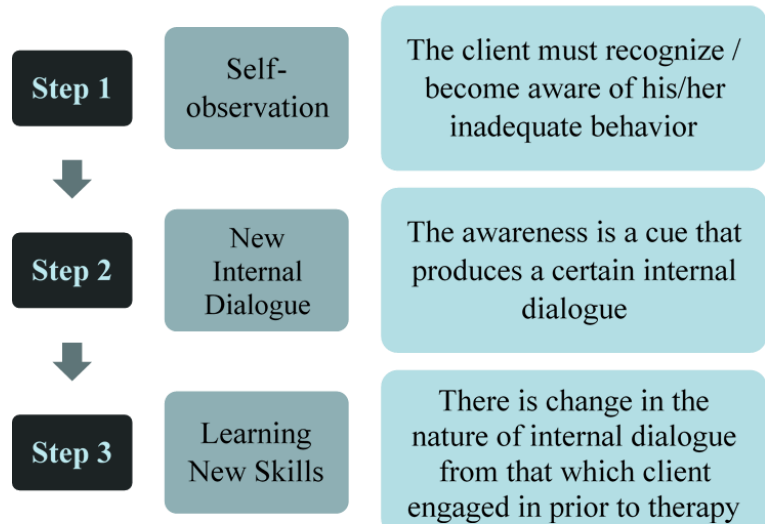 Step 1
Self-
observation
The client must recognize /
become aware of his/her
inadequate behavior
Step 2
New
Internal
Dialogue
The awareness is a cue that
produces a certain internal
dialogue
Step 3
Learning
New Skills
There is change in the
nature of internal dialogue
from that which client
engaged in prior to therapy